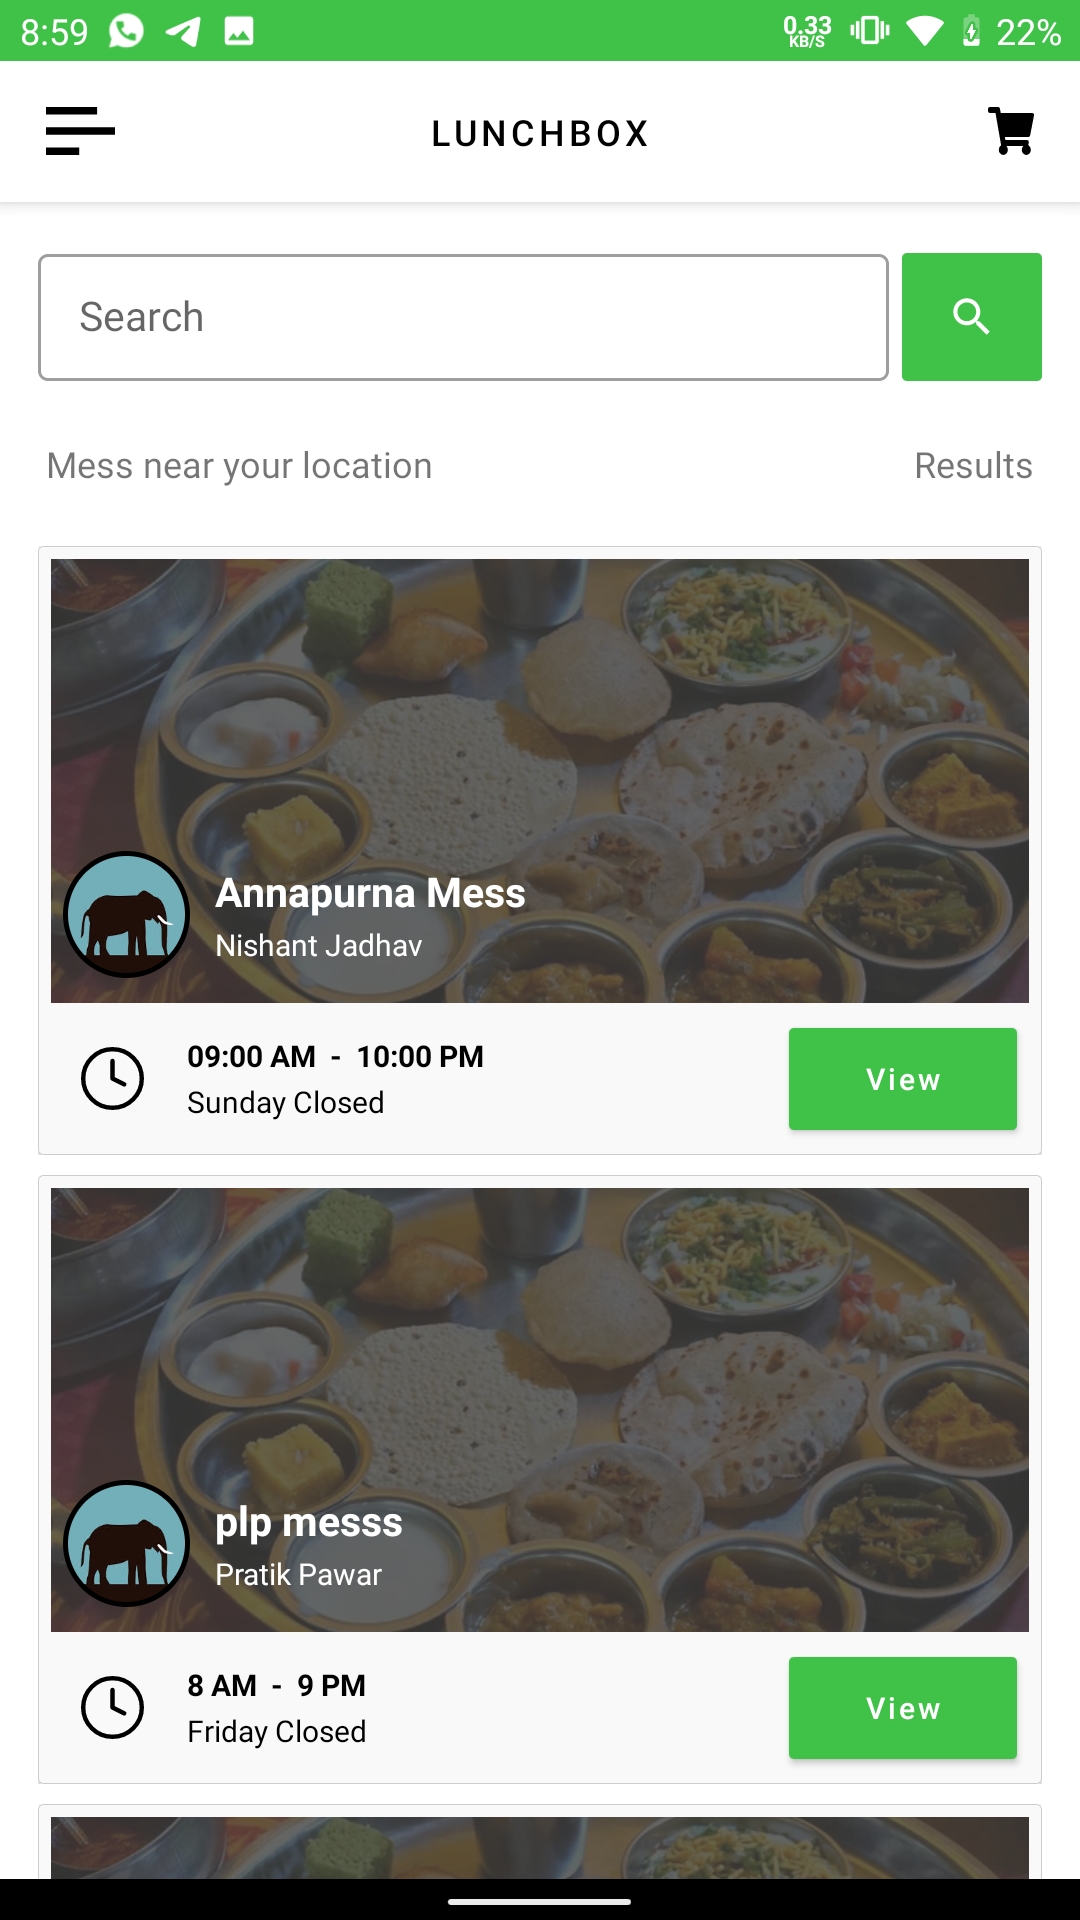 8:59
0.33
KB/S
22%
LUNCHBOX
Search
Mess near your location
Results
Annapurna Mess
Nishant Jadhav
09:00 AM - 10:00 PM
Sunday Closed
View
plp messs
Pratik Pawar
8 AM - 9 PM
Friday Closed
View